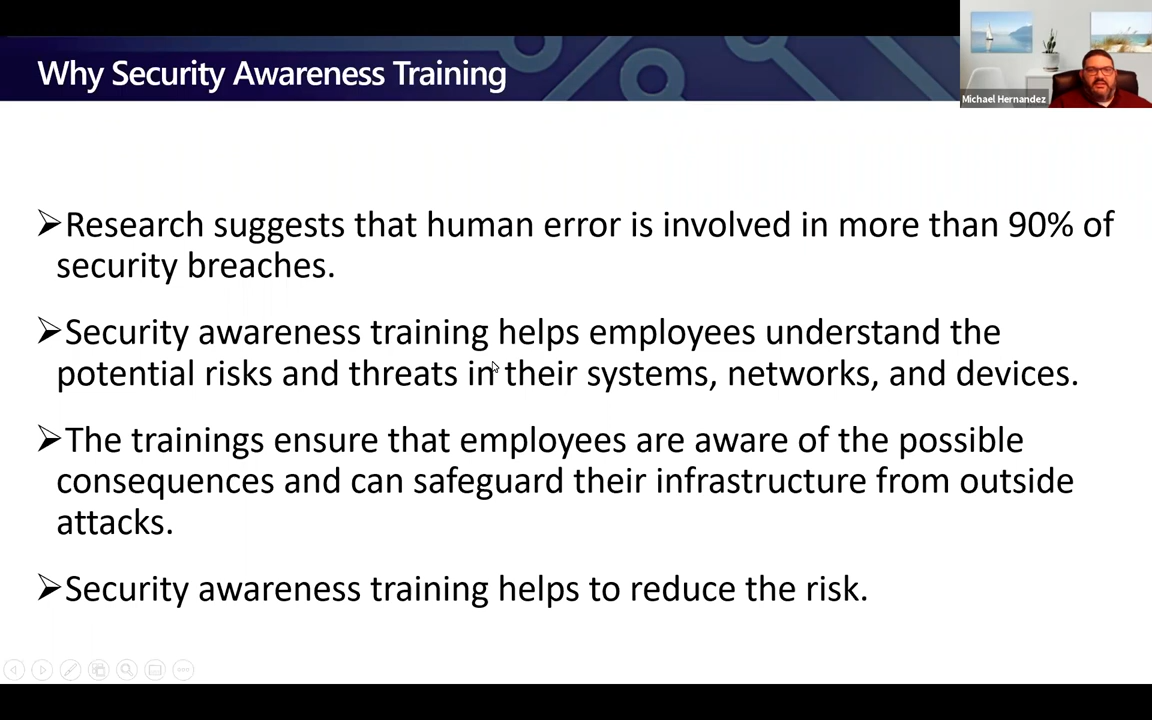 Why Security Awareness Training
Michael Hernandez
➢Research suggests that human error is involved in more than 90% of
security breaches.
➢Security awareness training helps employees understand the
potential risks and threats in their systems, networks, and devices.
➢The trainings ensure that employees are aware of the possible
consequences and can safeguard their infrastructure from outside
attacks.
➢Security awareness training helps to reduce the risk.